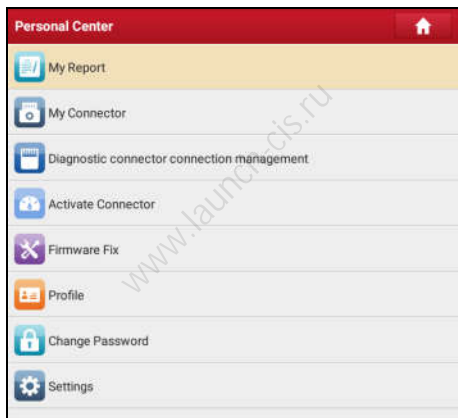 Personal Center
My Report
My Connector
Diagnostic connector connection management
Activate Connector
Firmware Fix
Profile
Change Password
Settings
www.launch-cis.ru